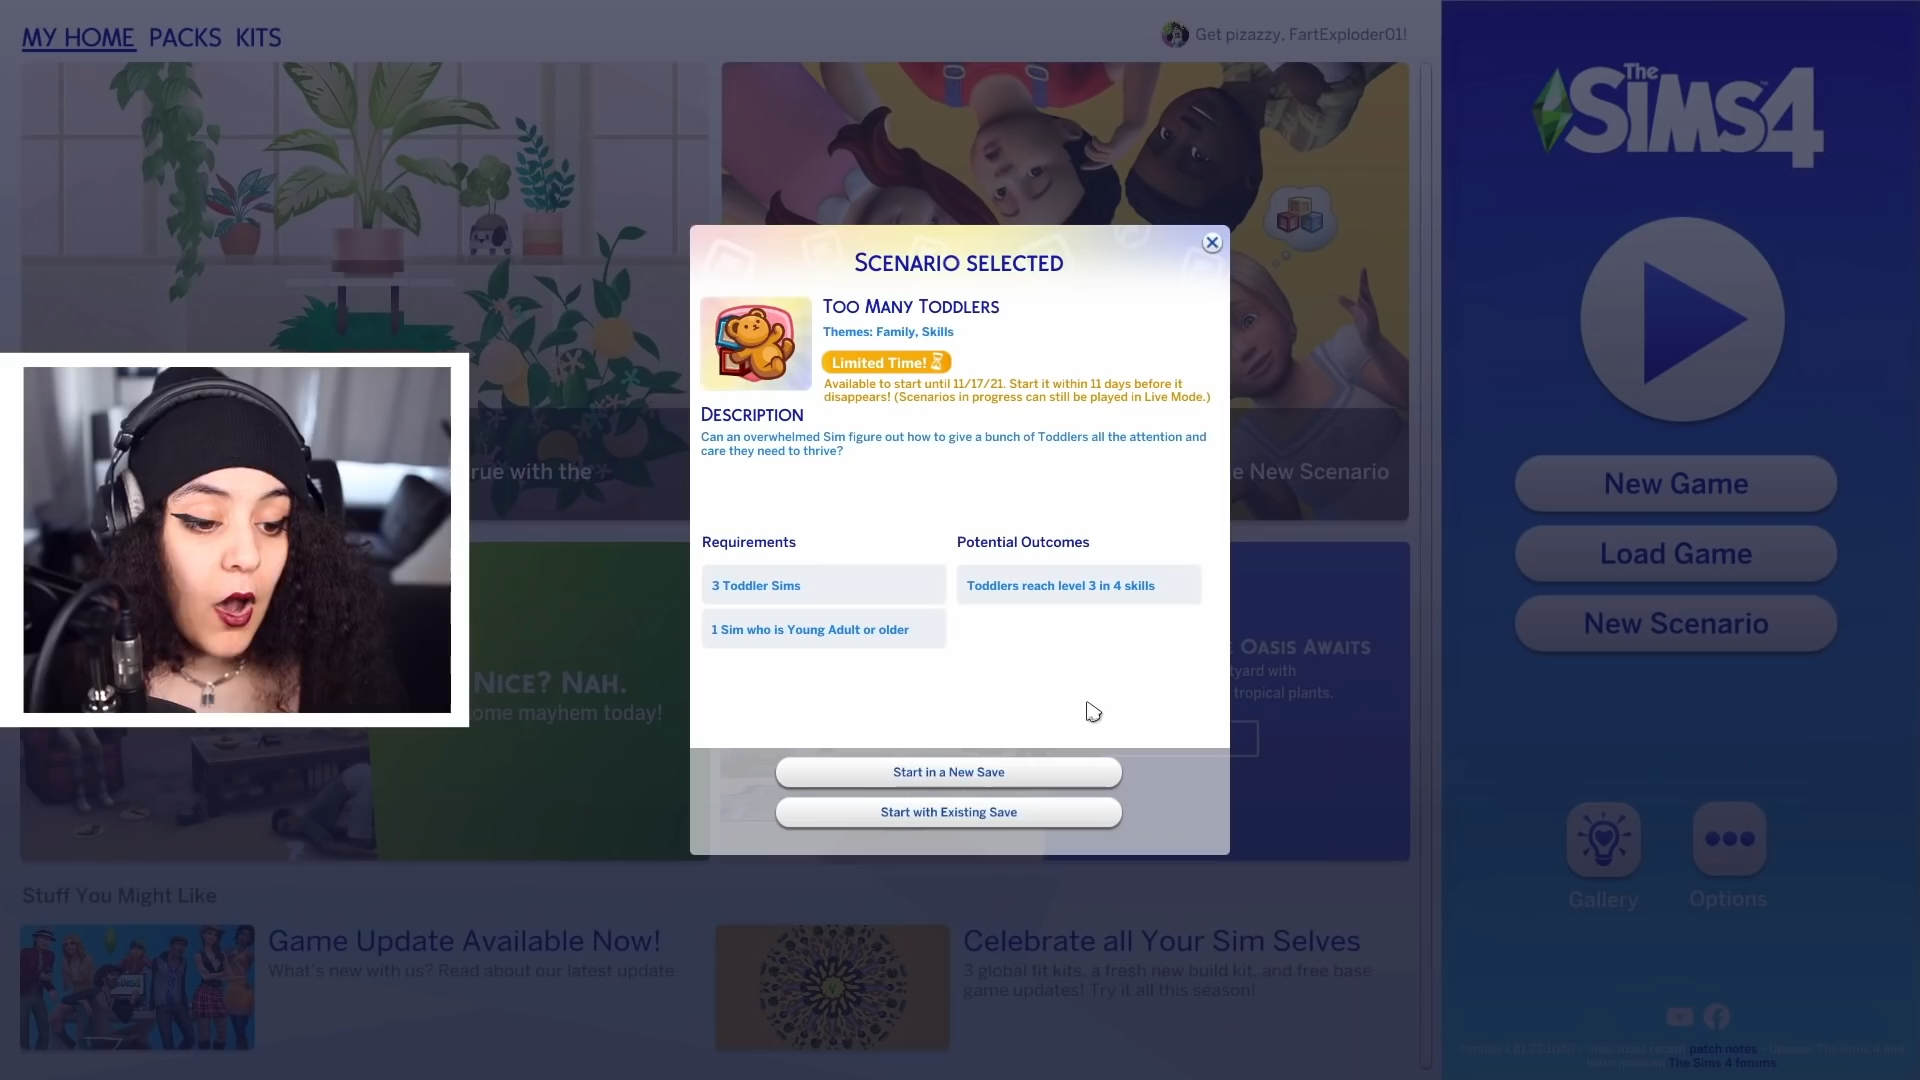 MY HOME PACKS KITS
Get pizazzy, FartExploder01!
The Sims 4
rue with the
e New Scenario
SCENARIO SELECTED
TOO MANY TODDLERS
Themes: Family, Skills
Limited Time!
Available to start until 11/17/21. Start it within 11 days before it
disappears! (Scenarios in progress can still be played in Live Mode.)
DESCRIPTION
Can an overwhelmed Sim figure out how to give a bunch of Toddlers all the attention and
care they need to thrive?
Requirements
Potential Outcomes
3 Toddler Sims
Toddlers reach level 3 in 4 skills
1 Sim who is Young Adult or older
Start in a New Save
Start with Existing Save
NICE? NAH.
ome mayhem today!
OASIS AWAITS
tyard with
tropical plants.
New Game
Load Game
New Scenario
Gallery
Options
Stuff You Might Like
Game Update Available Now!
What's new with us? Read about our latest update
Celebrate all Your Sim Selves
3 global fit kits, a fresh new build kit, and free base
game updates! Try it all this season!
patch notes
The Sims 4 forums